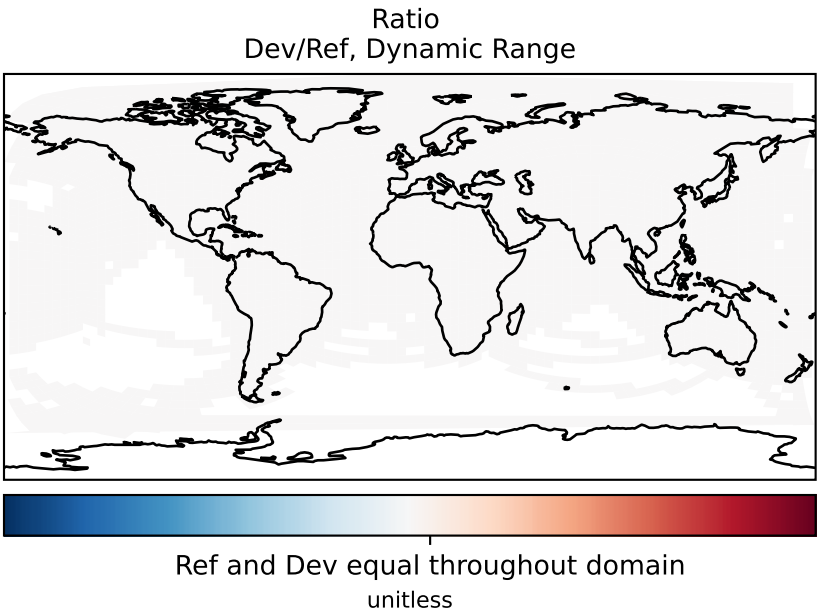 Ratio
Dev/Ref, Dynamic Range
Ref and Dev equal throughout domain
unitless